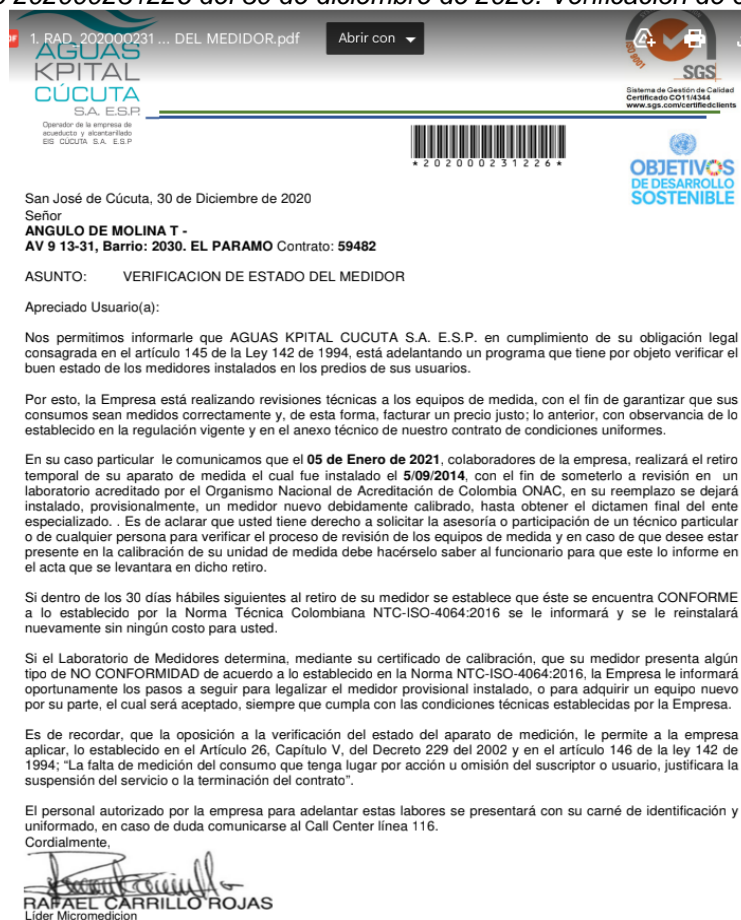 202000231226 del 30 de diciembre de 2020. Verificación de
1. RAD_202000231 ... DEL MEDIDOR.pdf Abrir con
AGUAS
KPITAL
CÚCUTA
S.A. E.S.P.
Operador de la empresa de
acueducto y alcantarillado
EIS CÚCUTA S.A. E.S.P
ISO 9001
SGS
Sistema de Gestión de Calidad
Certificado CO11/4344
www.sgs.com/certifiedclients
*202000231226*
OBJETIVOS
DE DESARROLLO
SOSTENIBLE
San José de Cúcuta, 30 de Diciembre de 2020
Señor
ANGULO DE MOLINA T -
AV 9 13-31, Barrio: 2030. EL PARAMO Contrato: 59482
ASUNTO: VERIFICACION DE ESTADO DEL MEDIDOR
Apreciado Usuario(a):
Nos permitimos informarle que AGUAS KPITAL CUCUTA S.A. E.S.P. en cumplimiento de su obligación legal
consagrada en el artículo 145 de la Ley 142 de 1994, está adelantando un programa que tiene por objeto verificar el
buen estado de los medidores instalados en los predios de sus usuarios.
Por esto, la Empresa está realizando revisiones técnicas a los equipos de medida, con el fin de garantizar que sus
consumos sean medidos correctamente y, de esta forma, facturar un precio justo; lo anterior, con observancia de lo
establecido en la regulación vigente y en el anexo técnico de nuestro contrato de condiciones uniformes.
En su caso particular le comunicamos que el 05 de Enero de 2021, colaboradores de la empresa, realizará el retiro
temporal de su aparato de medida el cual fue instalado el 5/09/2014, con el fin de someterlo a revisión en un
laboratorio acreditado por el Organismo Nacional de Acreditación de Colombia ONAC, en su reemplazo se dejará
instalado, provisionalmente, un medidor nuevo debidamente calibrado, hasta obtener el dictamen final del ente
especializado. . Es de aclarar que usted tiene derecho a solicitar la asesoría o participación de un técnico particular
o de cualquier persona para verificar el proceso de revisión de los equipos de medida y en caso de que desee estar
presente en la calibración de su unidad de medida debe hacérselo saber al funcionario para que este lo informe en
el acta que se levantara en dicho retiro.
Si dentro de los 30 días hábiles siguientes al retiro de su medidor se establece que éste se encuentra CONFORME
a lo establecido por la Norma Técnica Colombiana NTC-ISO-4064:2016 se le informará y se le reinstalará
nuevamente sin ningún costo para usted.
Si el Laboratorio de Medidores determina, mediante su certificado de calibración, que su medidor presenta algún
tipo de NO CONFORMIDAD de acuerdo a lo establecido en la Norma NTC-ISO-4064:2016, la Empresa le informará
oportunamente los pasos a seguir para legalizar el medidor provisional instalado, o para adquirir un equipo nuevo
por su parte, el cual será aceptado, siempre que cumpla con las condiciones técnicas establecidas por la Empresa.
Es de recordar, que la oposición a la verificación del estado del aparato de medición, le permite a la empresa
aplicar, lo establecido en el Artículo 26, Capítulo V, del Decreto 229 del 2002 y en el artículo 146 de la ley 142 de
1994; “La falta de medición del consumo que tenga lugar por acción u omisión del suscriptor o usuario, justificara la
suspensión del servicio o la terminación del contrato”.
El personal autorizado por la empresa para adelantar estas labores se presentará con su carné de identificación y
uniformado, en caso de duda comunicarse al Call Center línea 116.
Cordialmente,
RAFAEL CARRILLO ROJAS
Líder Micromedicion